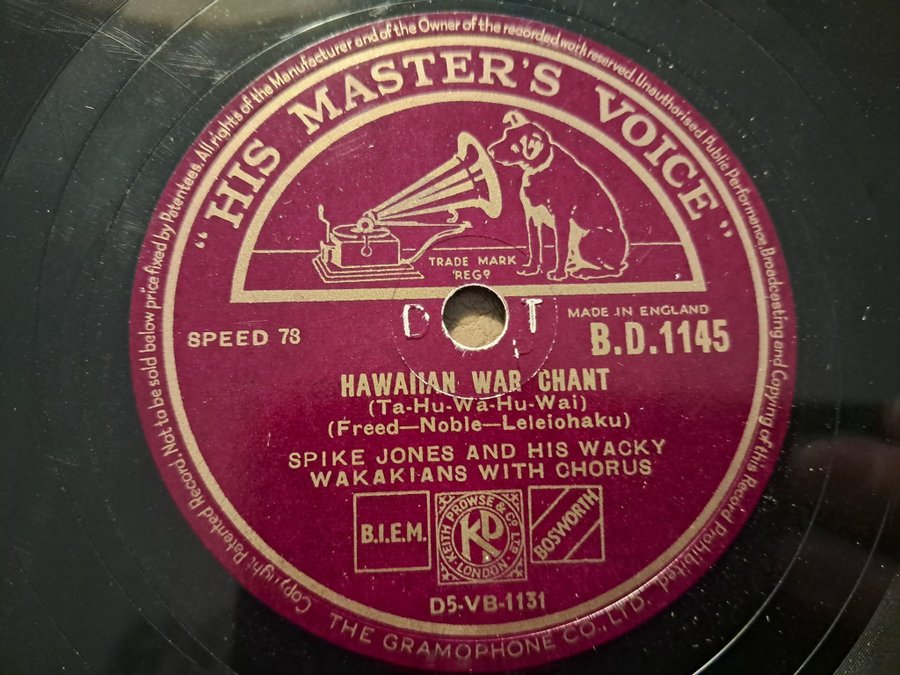 Copyright Patented Record. Not to be sold below price fixed by Patentees. All rights of the Manufacturer and of the Owner of the recorded work reserved. Unauthorised Public Performance, Broadcasting and Copying of this Record Prohibited.
"HIS MASTER'S VOICE"
TRADE MARK
REGD
D T
SPEED 78
MADE IN ENGLAND
B.D.1145
HAWAIIAN WAR CHANT
(Ta-Hu-Wa-Hu-Wai)
(Freed—Noble—Leleiohaku)
SPIKE JONES AND HIS WACKY
WAKAKIANS WITH CHORUS
B.I.E.M.
KEITH PROWSE & CO LTD.
KP
LONDON
BOSWORTH
D5-VB-1131
THE GRAMOPHONE CO., LTD.